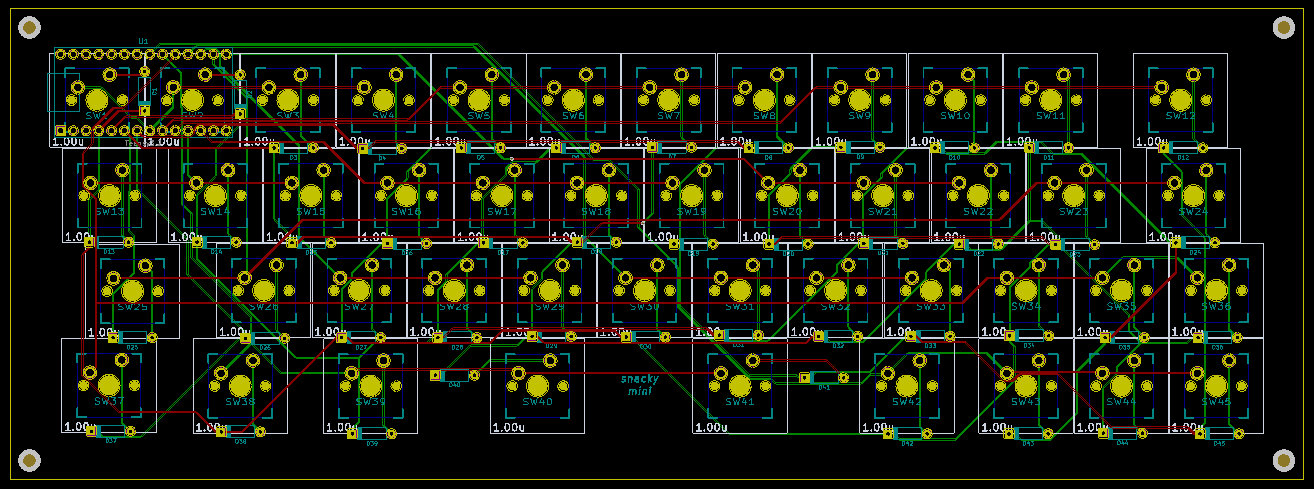 U1
SW3 SW4 SW5 SW6 SW7 SW8 SW9 SW10 SW11 SW12
1.00u 1.00u 1.00u 1.00u 1.00u 1.00u 1.00u 1.00u 1.00u 1.00u 1.00u 1.00u
D3 D4 D5 D7 D8 D9 D10 D11 D12
SW13 SW14 SW15 SW16 SW17 SW18 SW19 SW20 SW21 SW22 SW23 SW24
1.00u 1.00u 1.00u 1.00u 1.00u 1.00u 1.00u 1.00u 1.00u 1.00u 1.00u 1.00u
D13 D17 D24
SW25 SW26 SW27 SW28 SW29 SW30 SW31 SW32 SW33 SW34 SW35 SW36
1.00u 1.00u 1.00u 1.00u 1.00u 1.00u 1.00u 1.00u 1.00u 1.00u 1.00u 1.00u
D25 D26 D27 D28 D29 D30 D31 D32 D33 D34 D35 D36
D40 D41
snacky
mini
SW37 SW38 SW39 SW40 SW41 SW42 SW43 SW44 SW45
1.00u 1.00u 1.00u 1.00u 1.00u 1.00u 1.00u 1.00u 1.00u
D37 D38 D39 D42 D43 D44 D45